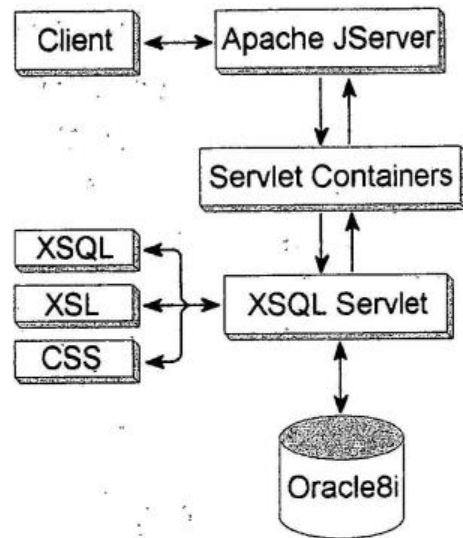 Client
Apache JServer
Servlet Containers
XSQL
XSL
CSS
XSQL Servlet
Oracle8i